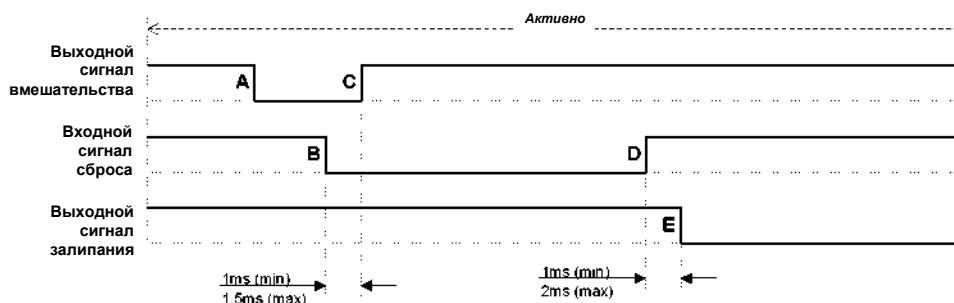 Активно
Выходной
сигнал
вмешательства
A
C
Входной
сигнал
сброса
B
D
Выходной
сигнал
залипания
E
1ms (min)
1.5ms (max)
1ms (min)
2ms (max)